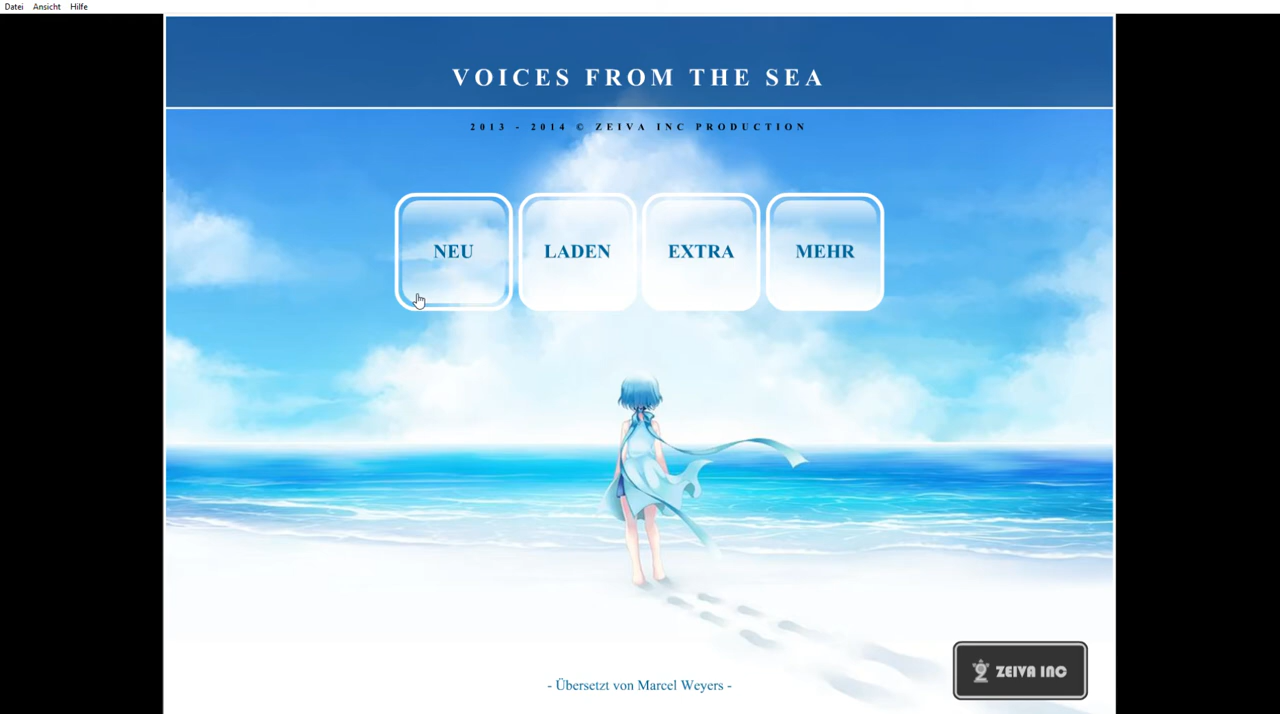 Datei Ansicht Hilfe
VOICES FROM THE SEA
2013 - 2014 © ZEIVA INC PRODUCTION
NEU LADEN EXTRA MEHR
ZEIVA INC
- Übersetzt von Marcel Weyers -